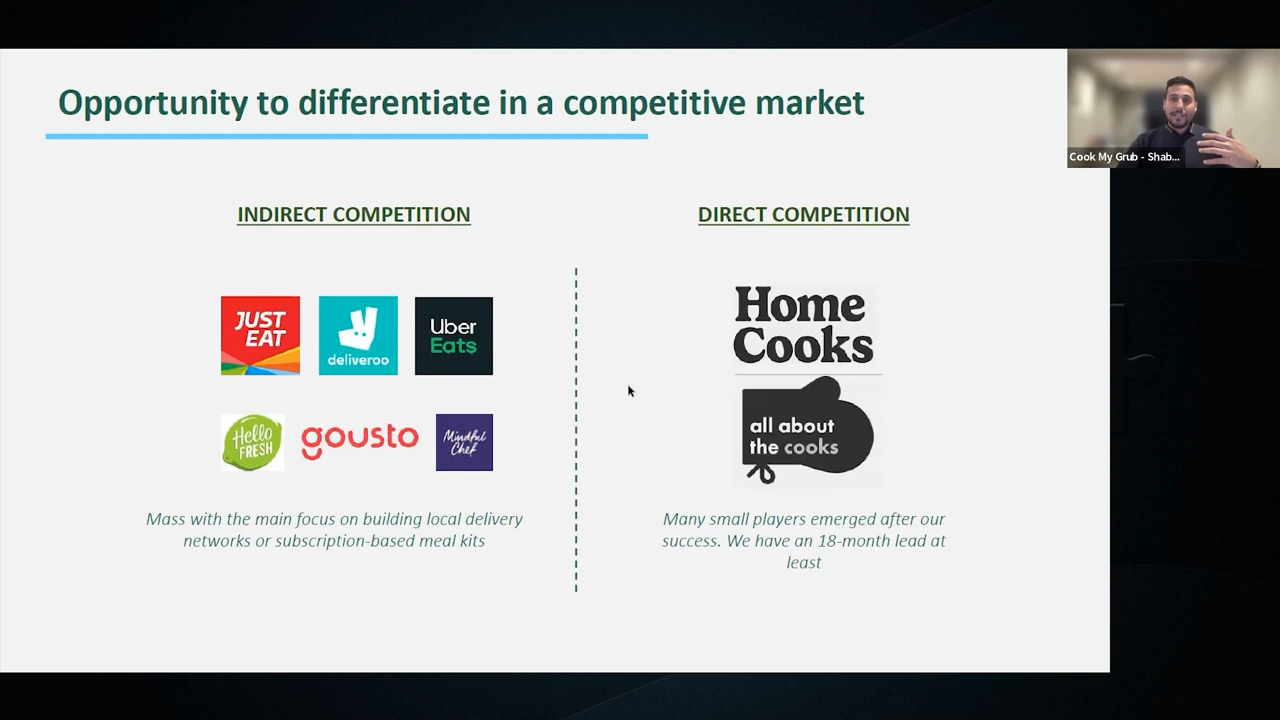 Opportunity to differentiate in a competitive market
Cook My Grub - Shab...
INDIRECT COMPETITION
DIRECT COMPETITION
JUST
EAT
deliveroo
Uber
Eats
Hello
FRESH
gousto
Mindful
Chef
Home
Cooks
all about
the cooks
Mass with the main focus on building local delivery
networks or subscription-based meal kits
Many small players emerged after our
success. We have an 18-month lead at
least